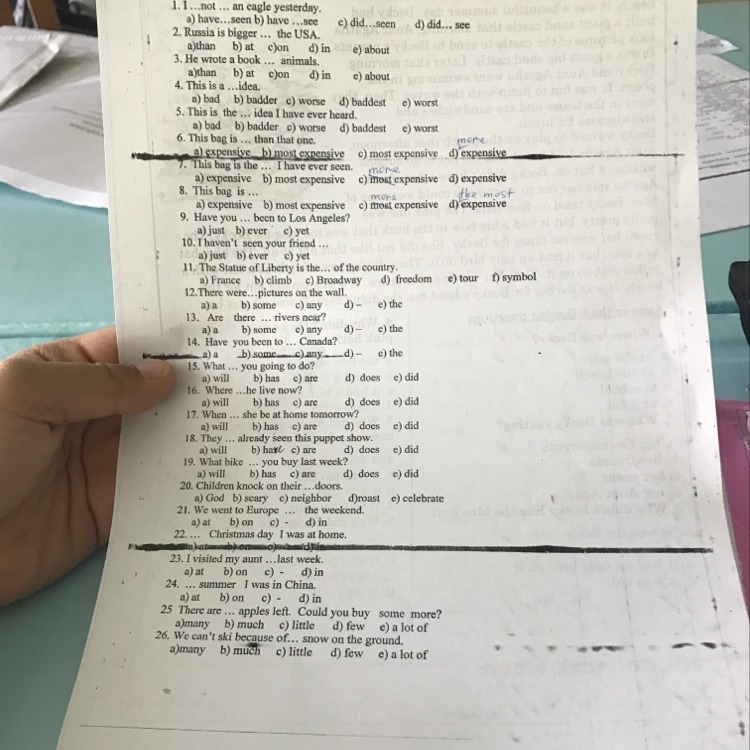 1. I ...not ... an eagle yesterday.
a) have...seen b) have ...see c) did...seen d) did... see
2. Russia is bigger ... the USA.
a)than b) at c)on d) in e) about
3. He wrote a book ... animals.
a)than b) at c)on d) in e) about
4. This is a ...idea.
a) bad b) badder c) worse d) baddest e) worst
5. This is the ... idea I have ever heard.
a) bad b) badder c) worse d) baddest e) worst
6. This bag is ... than that one.
more
a) expensive b) most expensive c) most expensive d) expensive
7. This bag is the ... I have ever seen.
more
a) expensive b) most expensive c) most expensive d) expensive
8. This bag is ...
more the most
a) expensive b) most expensive c) most expensive d) expensive
9. Have you ... been to Los Angeles?
a) just b) ever c) yet
10. I haven't seen your friend ...
a) just b) ever c) yet
11. The Statue of Liberty is the... of the country.
a) France b) climb c) Broadway d) freedom e) tour f) symbol
12.There were...pictures on the wall.
a) a b) some c) any d) – e) the
13. Are there ... rivers near?
a) a b) some c) any d) – e) the
14. Have you been to ... Canada?
a) a b) some c) any d) – e) the
15. What ... you going to do?
a) will b) has c) are d) does e) did
16. Where ...he live now?
a) will b) has c) are d) does e) did
17. When ... she be at home tomorrow?
a) will b) has c) are d) does e) did
18. They ... already seen this puppet show.
a) will b) have c) are d) does e) did
19. What bike ... you buy last week?
a) will b) has c) are d) does e) did
20. Children knock on their ...doors.
a) God b) scary c) neighbor d)roast e) celebrate
21. We went to Europe ... the weekend.
a) at b) on c) - d) in
22. ... Christmas day I was at home.
a) at b) on c) - d) in
23. I visited my aunt ...last week.
a) at b) on c) - d) in
24. ... summer I was in China.
a) at b) on c) - d) in
25 There are ... apples left. Could you buy some more?
a)many b) much c) little d) few e) a lot of
26. We can't ski because of... snow on the ground.
a)many b) much c) little d) few e) a lot of